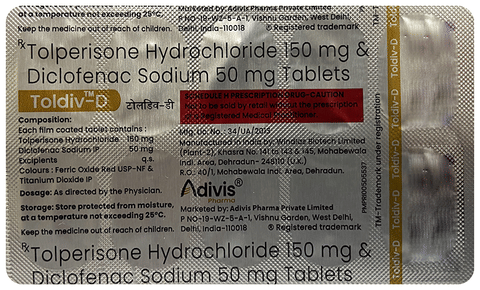 at a temperature not exceeding 25°C.
Keep the medicine out of reach of children.
Marketed by: Adivis Pharma Private Limited
P NO-19-WZ-5-A-1, Vishnu Garden, West Delhi,
Delhi, India-110018 ® Registered trademark
Rx Tolperisone Hydrochloride 150 mg &
Diclofenac Sodium 50 mg Tablets
Toldiv™-D टोलडिव-डी
Composition:
Each film coated tablet contains :
Tolperisone Hydrochloride 150 mg
Diclofenac Sodium IP 50 mg
Excipients q.s.
Colours : Ferric Oxide Red USP-NF &
Titanium Dioxide IP
Dosage: As directed by the Physician.
Storage: Store protected from moisture,
at a temperature not exceeding 25°C.
Keep the medicine out of reach of children.
SCHEDULE H PRESCRIPTION DRUG-CAUTION
Not to be sold by retail without the prescription
of a Registered Medical Practitioner.
Mfg. Lic. No.: 34/UA/2013
Manufactured in India by: Windlas Biotech Limited
(Plant-2), Khasra No. 141 to 142 & 145, Mohabewala
Indl. Area, Dehradun- 248110 (U.K.)
R.O.: 40/1, Mohabewala Indl. Area, Dehradun
Adivis
Pharma
Marketed by: Adivis Pharma Private Limited
P NO-19-WZ-5-A-1, Vishnu Garden, West Delhi,
Delhi, India-110018 ® Registered trademark
Rx Tolperisone Hydrochloride 150 mg &
Diclofenac Sodium 50 mg Tablets
TM-Trademark under registration
TM-T
Toldiv-D
Toldiv-D
Toldiv-D